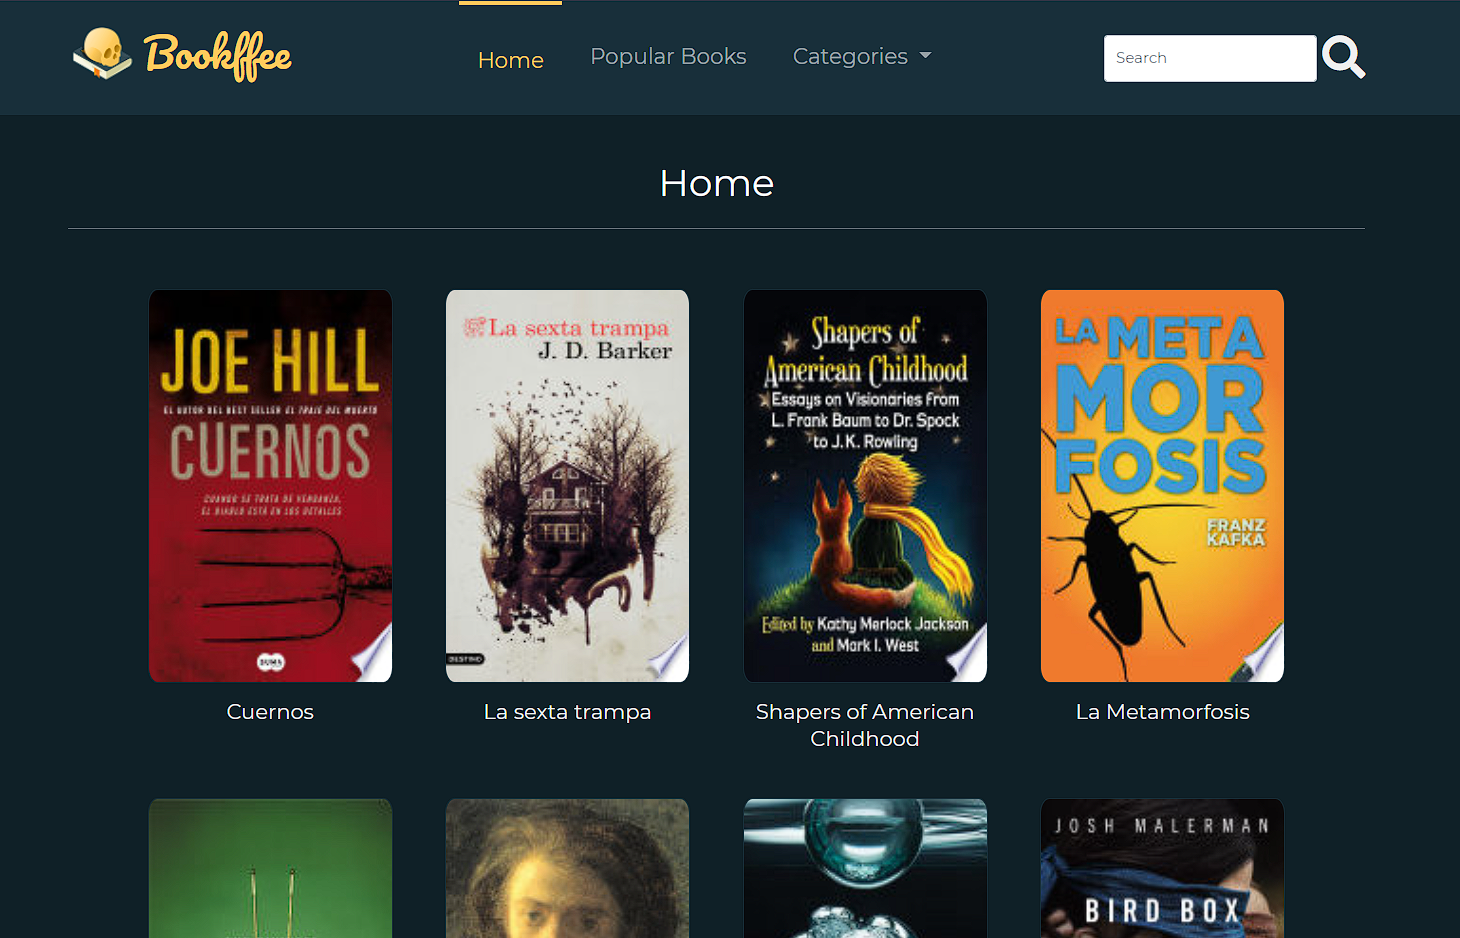 Bookffee
Home
Popular Books
Categories
Search
Home
JOE HILL
EL AUTOR DEL BEST SELLER EL TRAJE DEL MUERTO
CUERNOS
CUANDO SE TRATA DE VENGANZA,
EL DIABLO ESTÁ EN LOS DETALLES
SUMA
La sexta trampa
J. D. Barker
DESTINO
Shapers of
American Childhood
Essays on Visionaries from
L. Frank Baum to Dr. Spock
to J.K. Rowling
Edited by Kathy Merlock Jackson
and Mark I. West
LA META
MOR
FOSIS
FRANZ
KAFKA
Cuernos
La sexta trampa
Shapers of American
Childhood
La Metamorfosis
JOSH MALERMAN
BIRD BOX